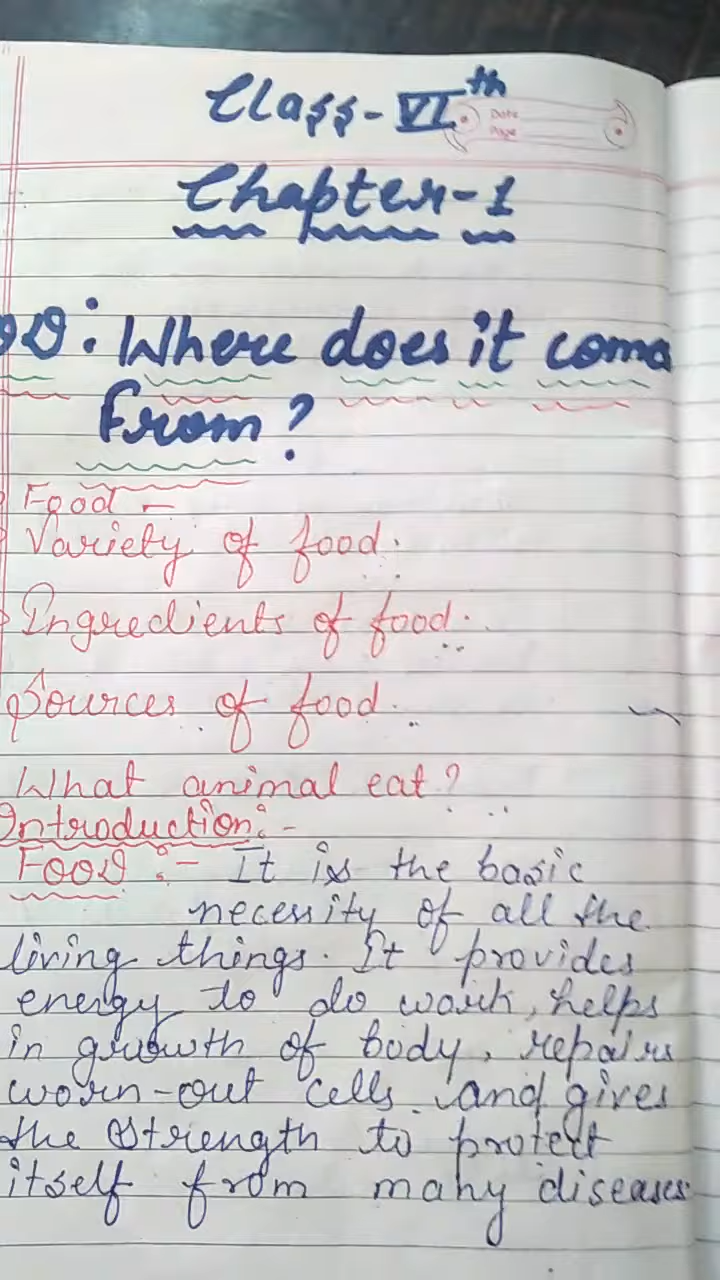 Class-VIth
Date
Page
Chapter-1
OD: Where does it come
From?
Food -
Variety of food.
Ingredients of food.
Sources of food.
What animal eat?
Introduction:-
FOOD :- It is the basic
necessity of all the
living things. It provides
energy to do work, helps
in growth of body, repairs
worn-out cells and gives
the strength to protect
itself from many diseases